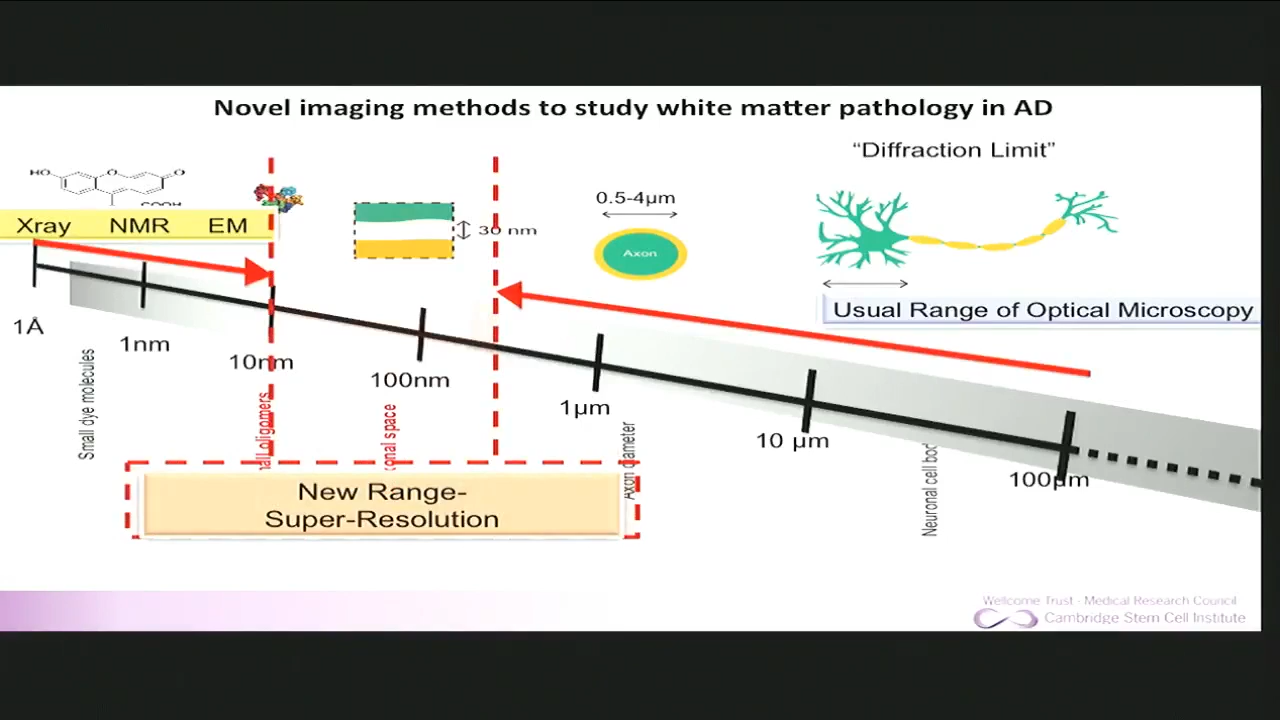 Novel imaging methods to study white matter pathology in AD
“Diffraction Limit”
HO
O
O
COOH
0.5-4µm
Xray NMR EM
30 nm
Axon
Usual Range of Optical Microscopy
1Å
1nm
10nm
100nm
1µm
10 µm
100µm
Small dye molecules
oligomers
space
Axon diameter
Neuronal cell
New Range-
Super-Resolution
Wellcome Trust - Medical Research Council
Cambridge Stem Cell Institute